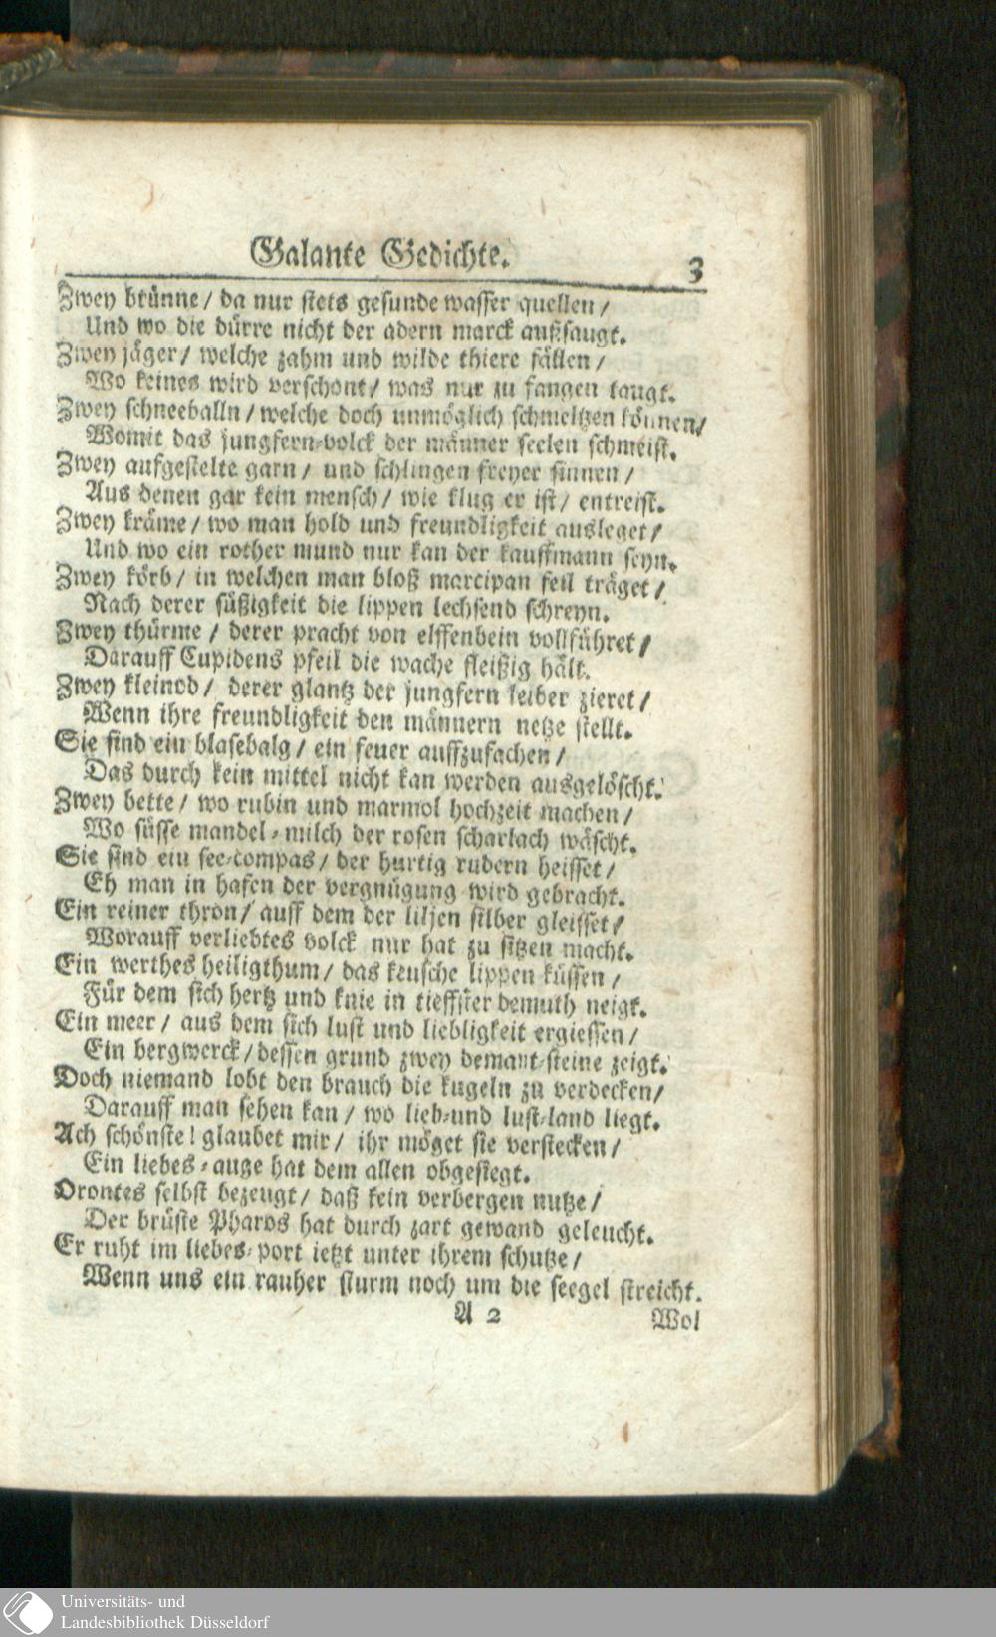 Galante Gedichte. 3
Zwey brünne / da nur stets gesunde wasser quellen /
Und wo die dürre nicht der adern marck außsaugt.
Zwey jäger / welche zahm und wilde thiere fällen /
Wo keines wird verschont / was nur zu fangen taugt.
Zwey schneeballn / welche doch unmöglich schmeltzen können /
Womit das jungfern-volck der männer seelen schmeist.
Zwey aufgestelte garn / und schlingen freyer sinnen /
Aus denen gar kein mensch / wie klug er ist / entreist.
Zwey kräme / wo man hold und freundligkeit ausleget /
Und wo ein rother mund nur kan der kauffmann seyn.
Zwey körb / in welchen man bloß marcipan feil träget /
Nach derer süßigkeit die lippen lechsend schreyn.
Zwey thürme / derer pracht von elffenbein vollführet /
Darauff Cupidens pfeil die wache fleißig hält.
Zwey kleinod / derer glantz der jungfern leiber zieret /
Wenn ihre freundligkeit den männern netze stellt.
Sie sind ein blasebalg / ein feuer auffzufachen /
Das durch kein mittel nicht kan werden ausgelöscht.
Zwey bette / wo rubin und marmol hochzeit machen /
Wo süsse mandel-milch der rosen scharlach wäscht.
Sie sind ein see-compas / der hurtig rudern heisset /
Eh man in hafen der vergnügung wird gebracht.
Ein reiner thron / auff dem der liljen silber gleisset /
Worauff verliebtes volck nur hat zu sitzen macht.
Ein werthes heiligthum / das keusche lippen küssen /
Für dem sich hertz und knie in tieffster demuth neigt.
Ein meer / aus dem sich lust und liebligkeit ergiessen /
Ein bergwerck / dessen grund zwey demant-steine zeigt.
Doch niemand lobt den brauch die kugeln zu verdecken /
Darauff man sehen kan / wo lieb-und lust-land liegt.
Ach schönste! glaubet mir / ihr möget sie verstecken /
Ein liebes-auge hat dem allen obgesiegt.
Orontes selbst bezeugt / daß kein verbergen nutze /
Der brüste Pharos hat durch zart gewand geleucht.
Er ruht im liebes-port ietzt unter ihrem schutze /
Wenn uns ein rauher sturm noch um die seegel streicht.
A 2 Wol
Universitäts- und
Landesbibliothek Düsseldorf